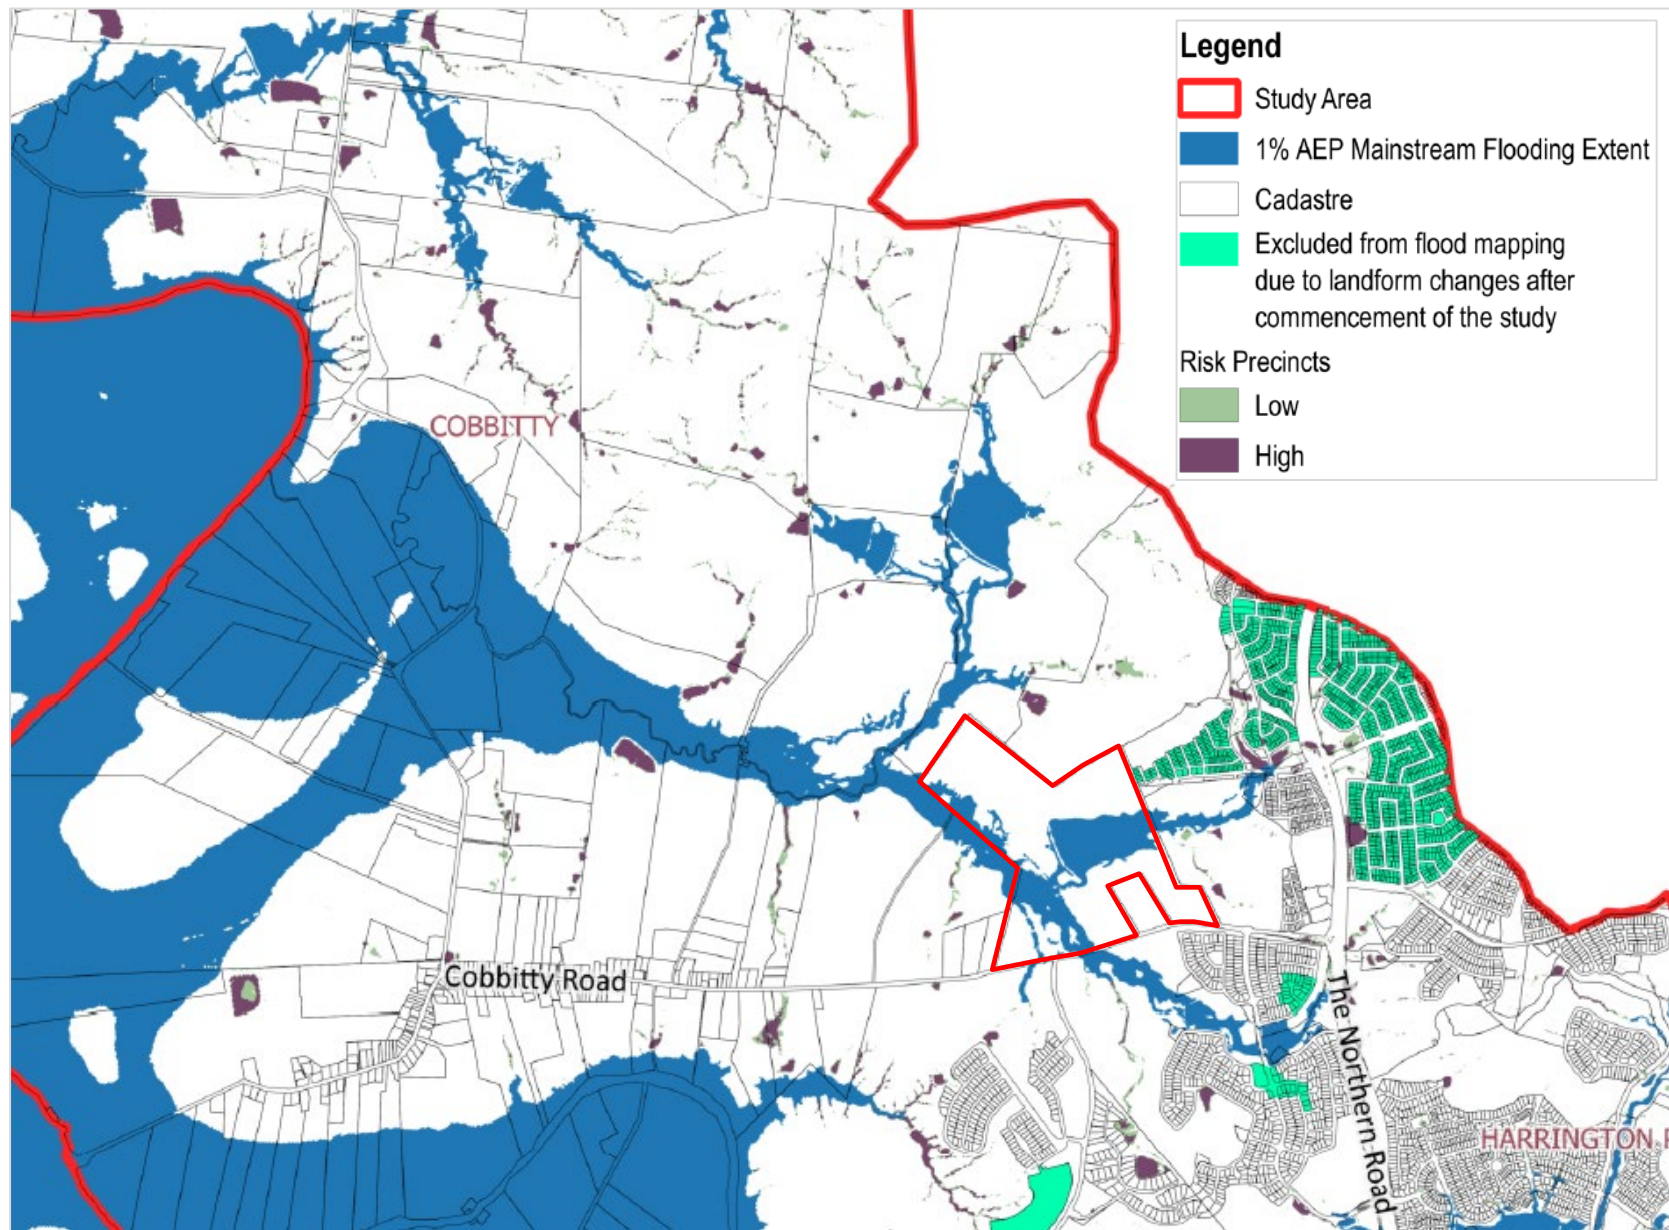 Legend
Study Area
1% AEP Mainstream Flooding Extent
Cadastre
Excluded from flood mapping
due to landform changes after
commencement of the study
Risk Precincts
Low
High
COBBITTY
Cobbitty Road
The Northern Road
HARRINGTON